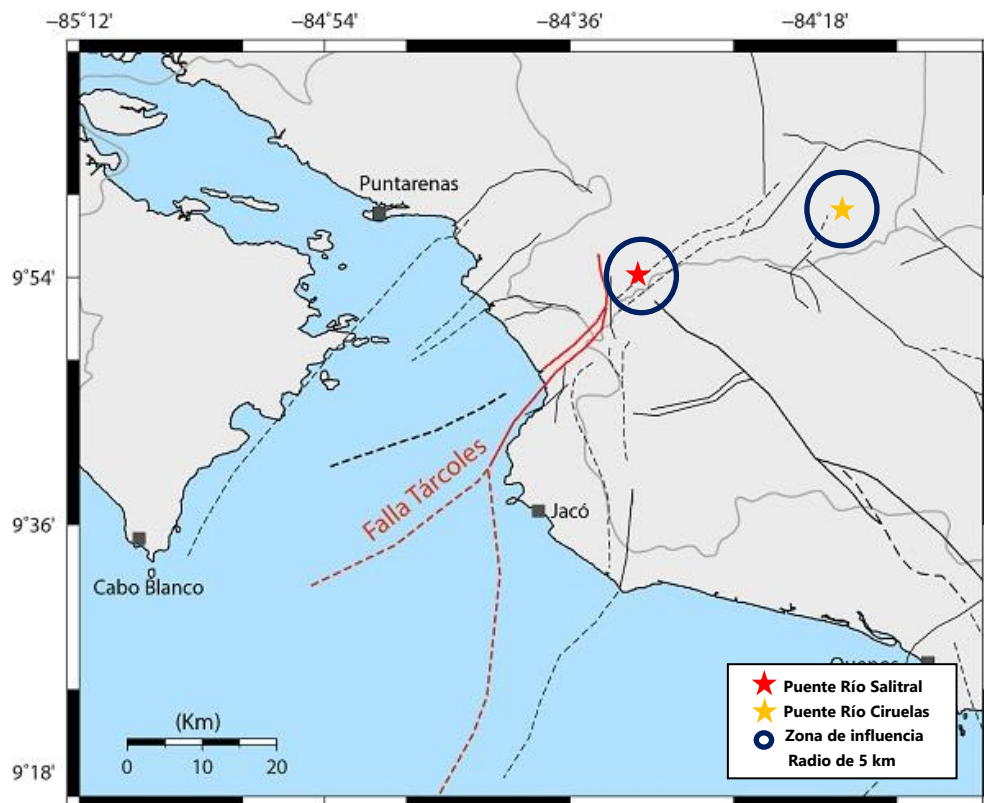 −85˚12'
−84˚54'
−84˚36'
−84˚18'
Puntarenas
9˚54'
Falla Tárcoles
Jacó
9˚36'
Cabo Blanco
Quepos
(Km)
0 10 20
9˚18'
Puente Río Salitral
Puente Río Ciruelas
Zona de influencia
Radio de 5 km